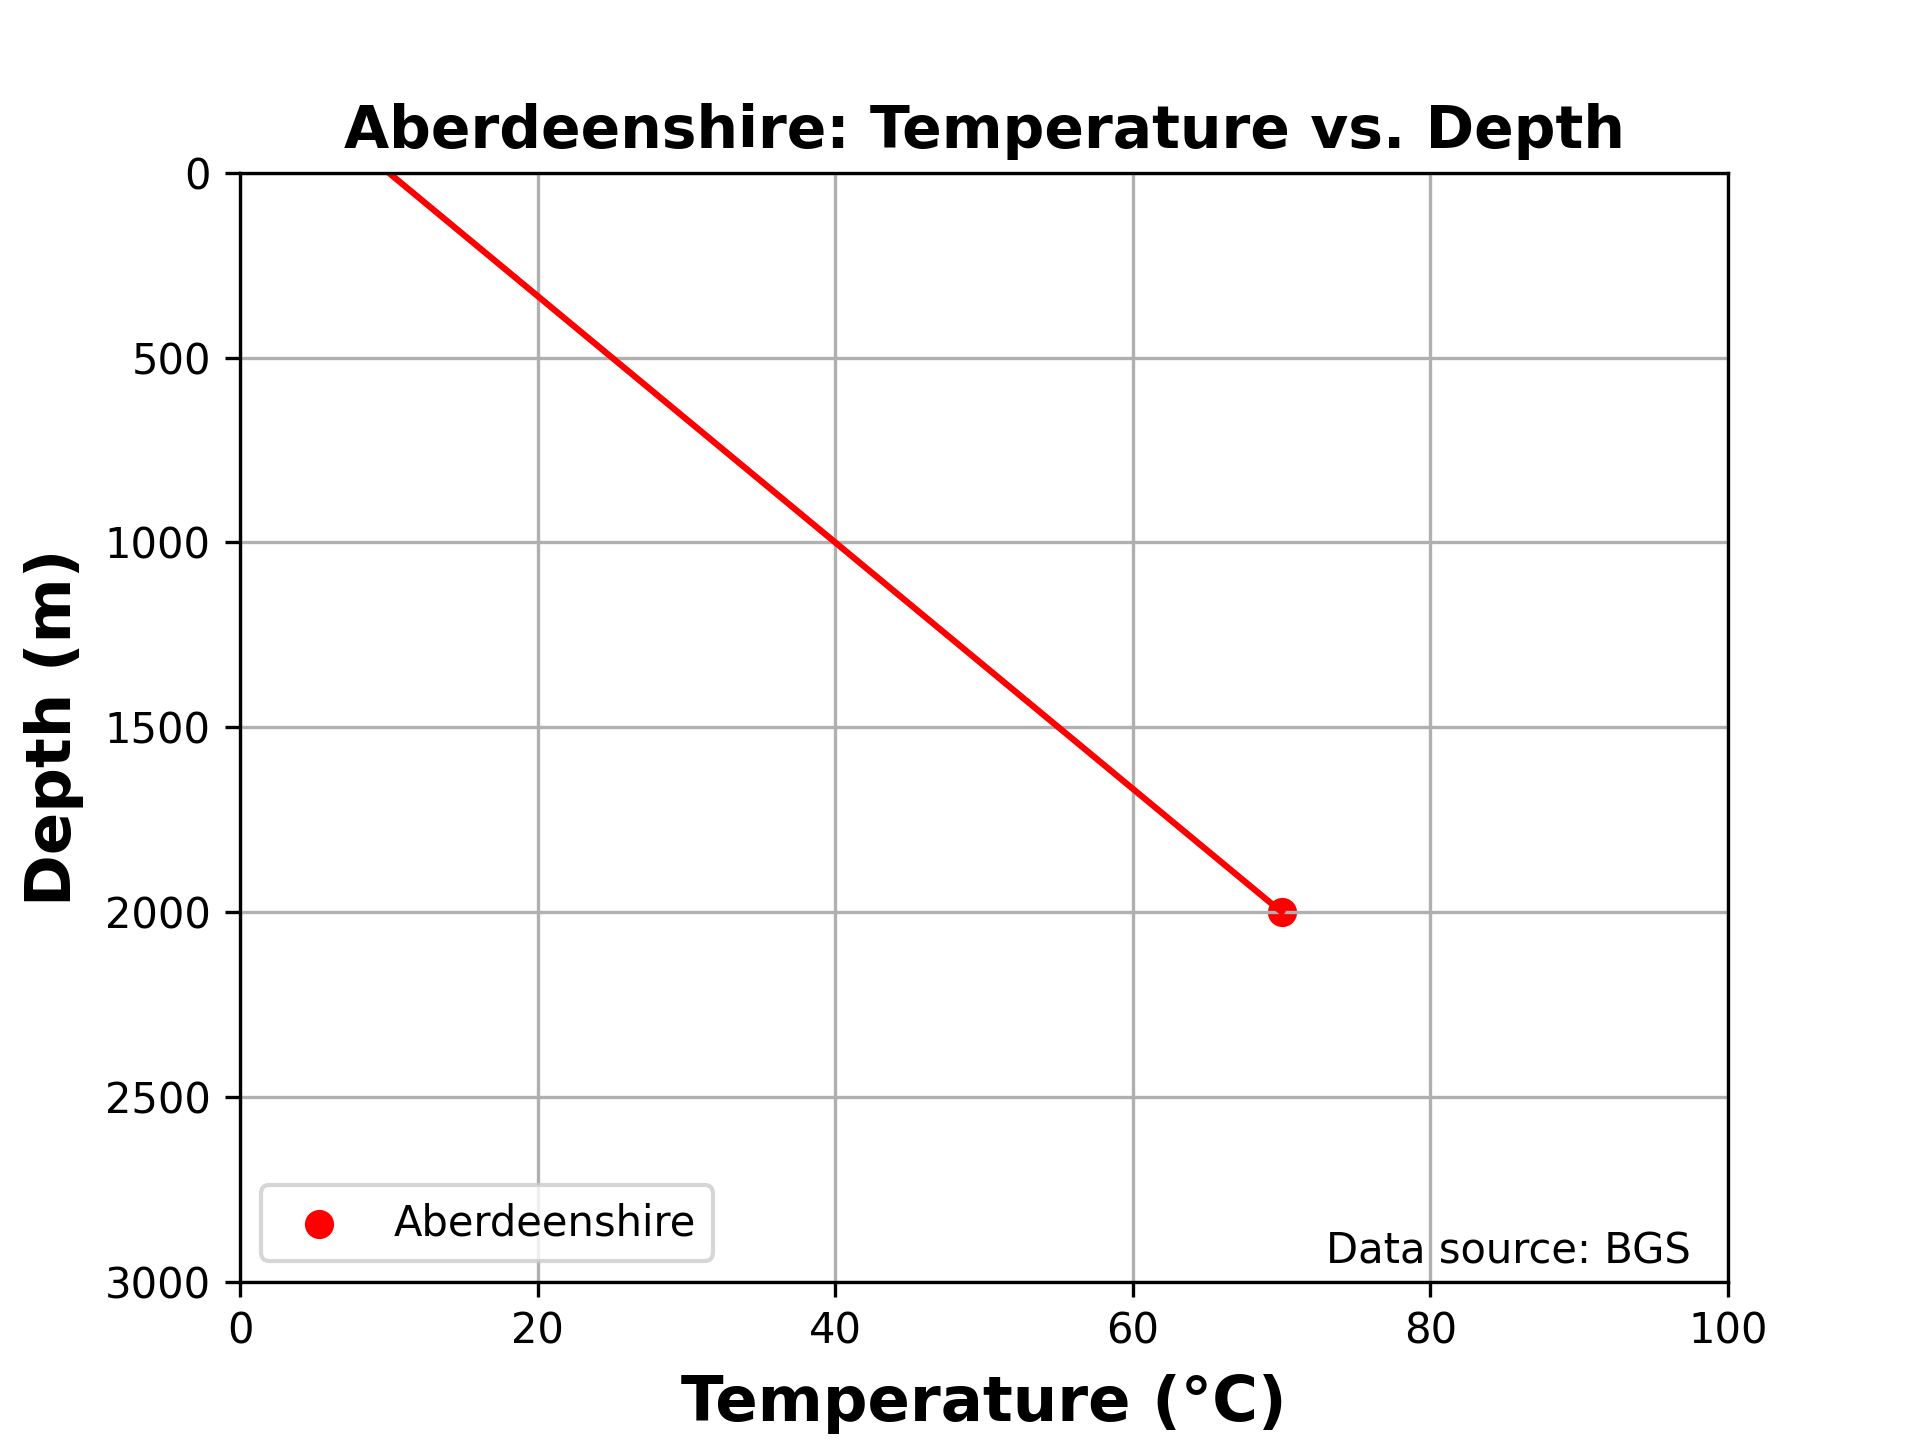 Aberdeenshire: Temperature vs. Depth
0
500
1000
1500
2000
2500
3000
Depth (m)
Aberdeenshire
Data source: BGS
0 20 40 60 80 100
Temperature (°C)